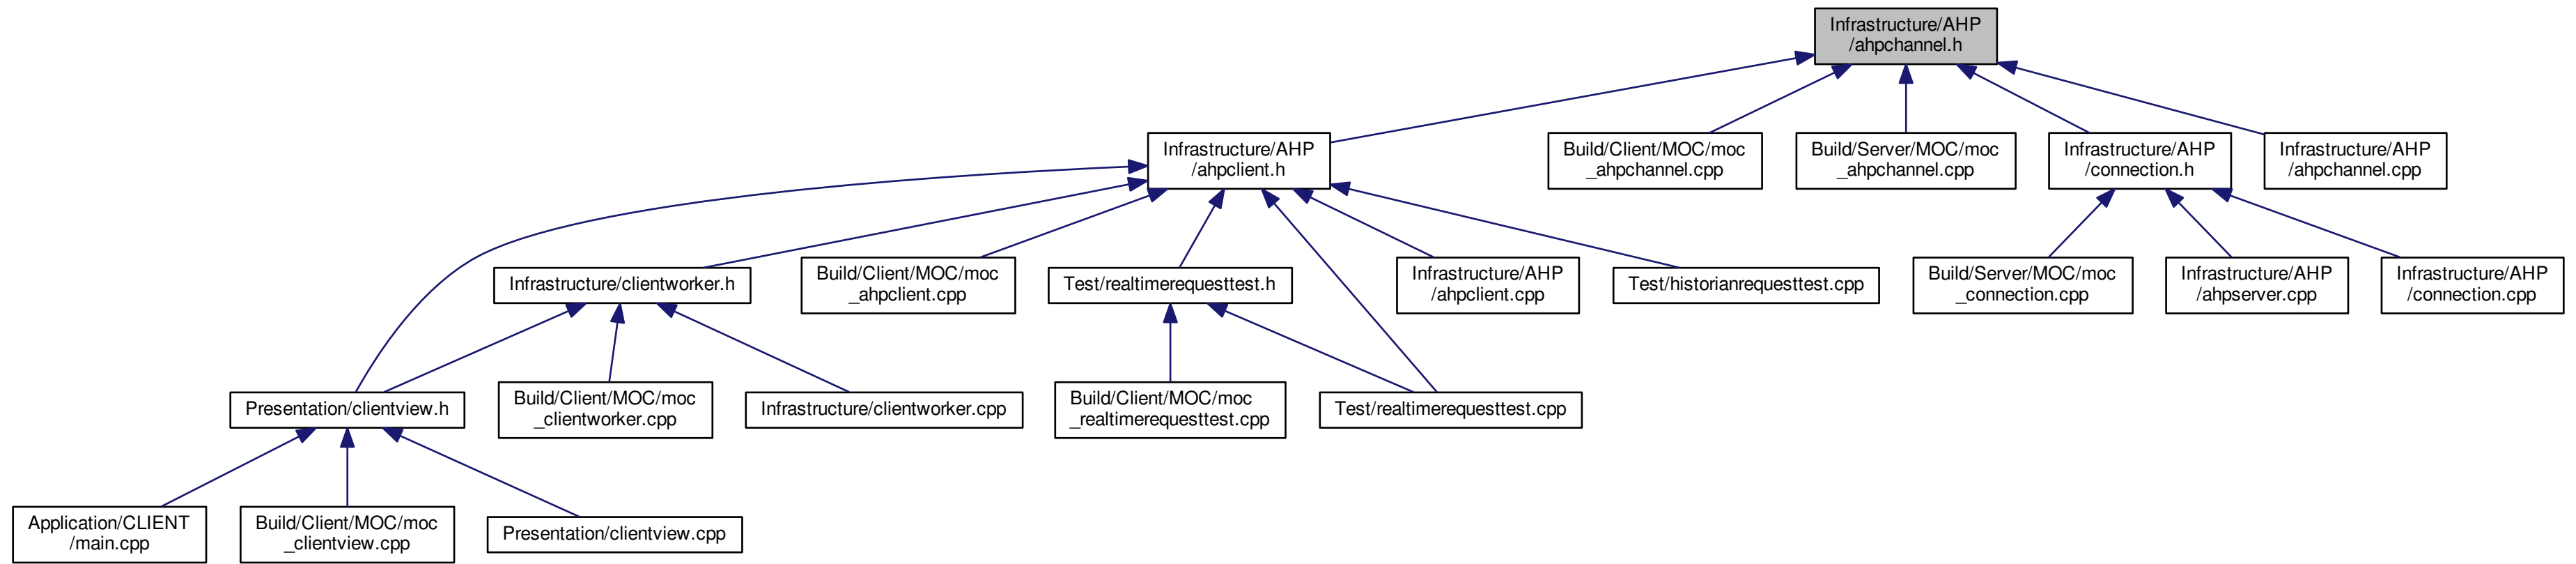 Infrastructure/AHP
/ahpchannel.h
Infrastructure/AHP
/ahpclient.h
Build/Client/MOC/moc
_ahpchannel.cpp
Build/Server/MOC/moc
_ahpchannel.cpp
Infrastructure/AHP
/connection.h
Infrastructure/AHP
/ahpchannel.cpp
Infrastructure/clientworker.h
Build/Client/MOC/moc
_ahpclient.cpp
Test/realtimerequesttest.h
Infrastructure/AHP
/ahpclient.cpp
Test/historianrequesttest.cpp
Build/Server/MOC/moc
_connection.cpp
Infrastructure/AHP
/ahpserver.cpp
Infrastructure/AHP
/connection.cpp
Presentation/clientview.h
Build/Client/MOC/moc
_clientworker.cpp
Infrastructure/clientworker.cpp
Build/Client/MOC/moc
_realtimerequesttest.cpp
Test/realtimerequesttest.cpp
Application/CLIENT
/main.cpp
Build/Client/MOC/moc
_clientview.cpp
Presentation/clientview.cpp